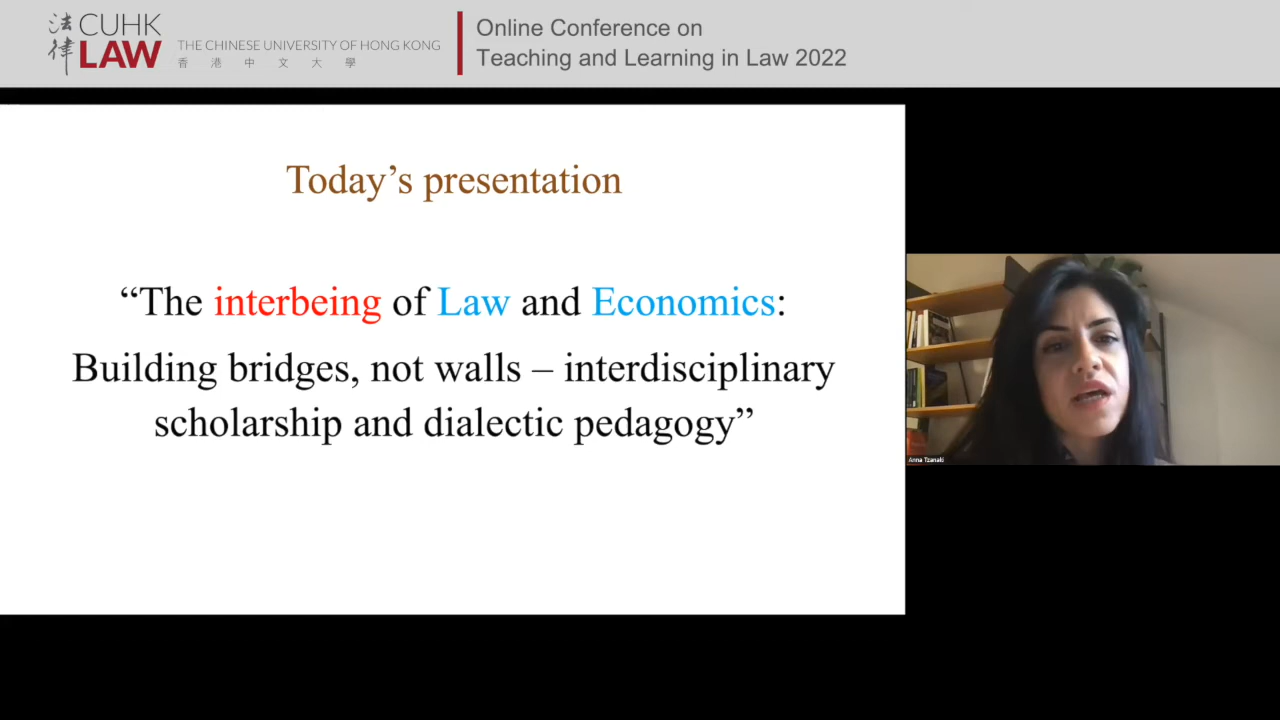 法律
CUHK
LAW
THE CHINESE UNIVERSITY OF HONG KONG
香港中文大學
Online Conference on
Teaching and Learning in Law 2022
Today’s presentation
“The interbeing of Law and Economics:
Building bridges, not walls – interdisciplinary
scholarship and dialectic pedagogy”
Anna Tzanaki